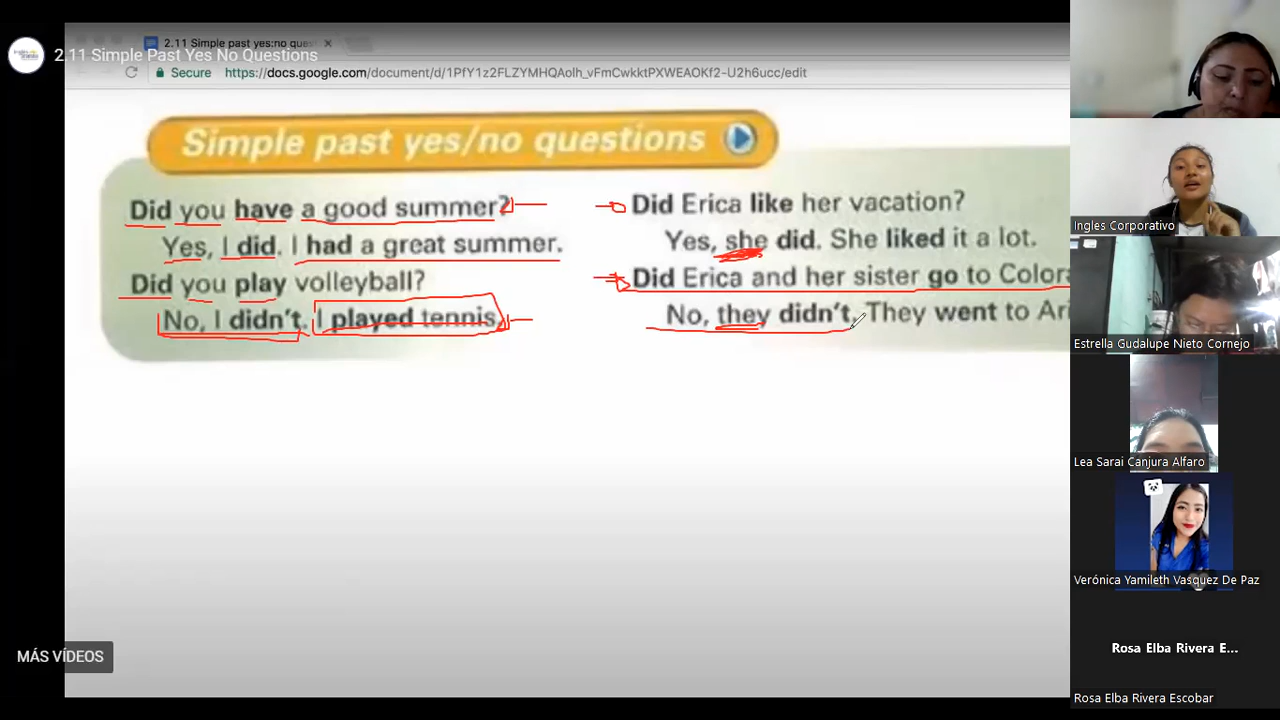 2.11 Simple past yes:no ques
2.11 Simple Past Yes No Questions
Secure https://docs.google.com/document/d/1PfY1z2FLZYMHQAolh_vFmCwkktPXWEAOKf2-U2h6ucc/edit
Simple past yes/no questions
Did you have a good summer?
Yes, I did. I had a great summer.
Did you play volleyball?
No, I didn't. I played tennis.
Did Erica like her vacation?
Yes, she did. She liked it a lot.
Did Erica and her sister go to Colora
No, they didn't. They went to Ari
MÁS VÍDEOS
Ingles Corporativo
Estrella Gudalupe Nieto Cornejo
Lea Sarai Canjura Alfaro
Verónica Yamileth Vasquez De Paz
Rosa Elba Rivera E...
Rosa Elba Rivera Escobar